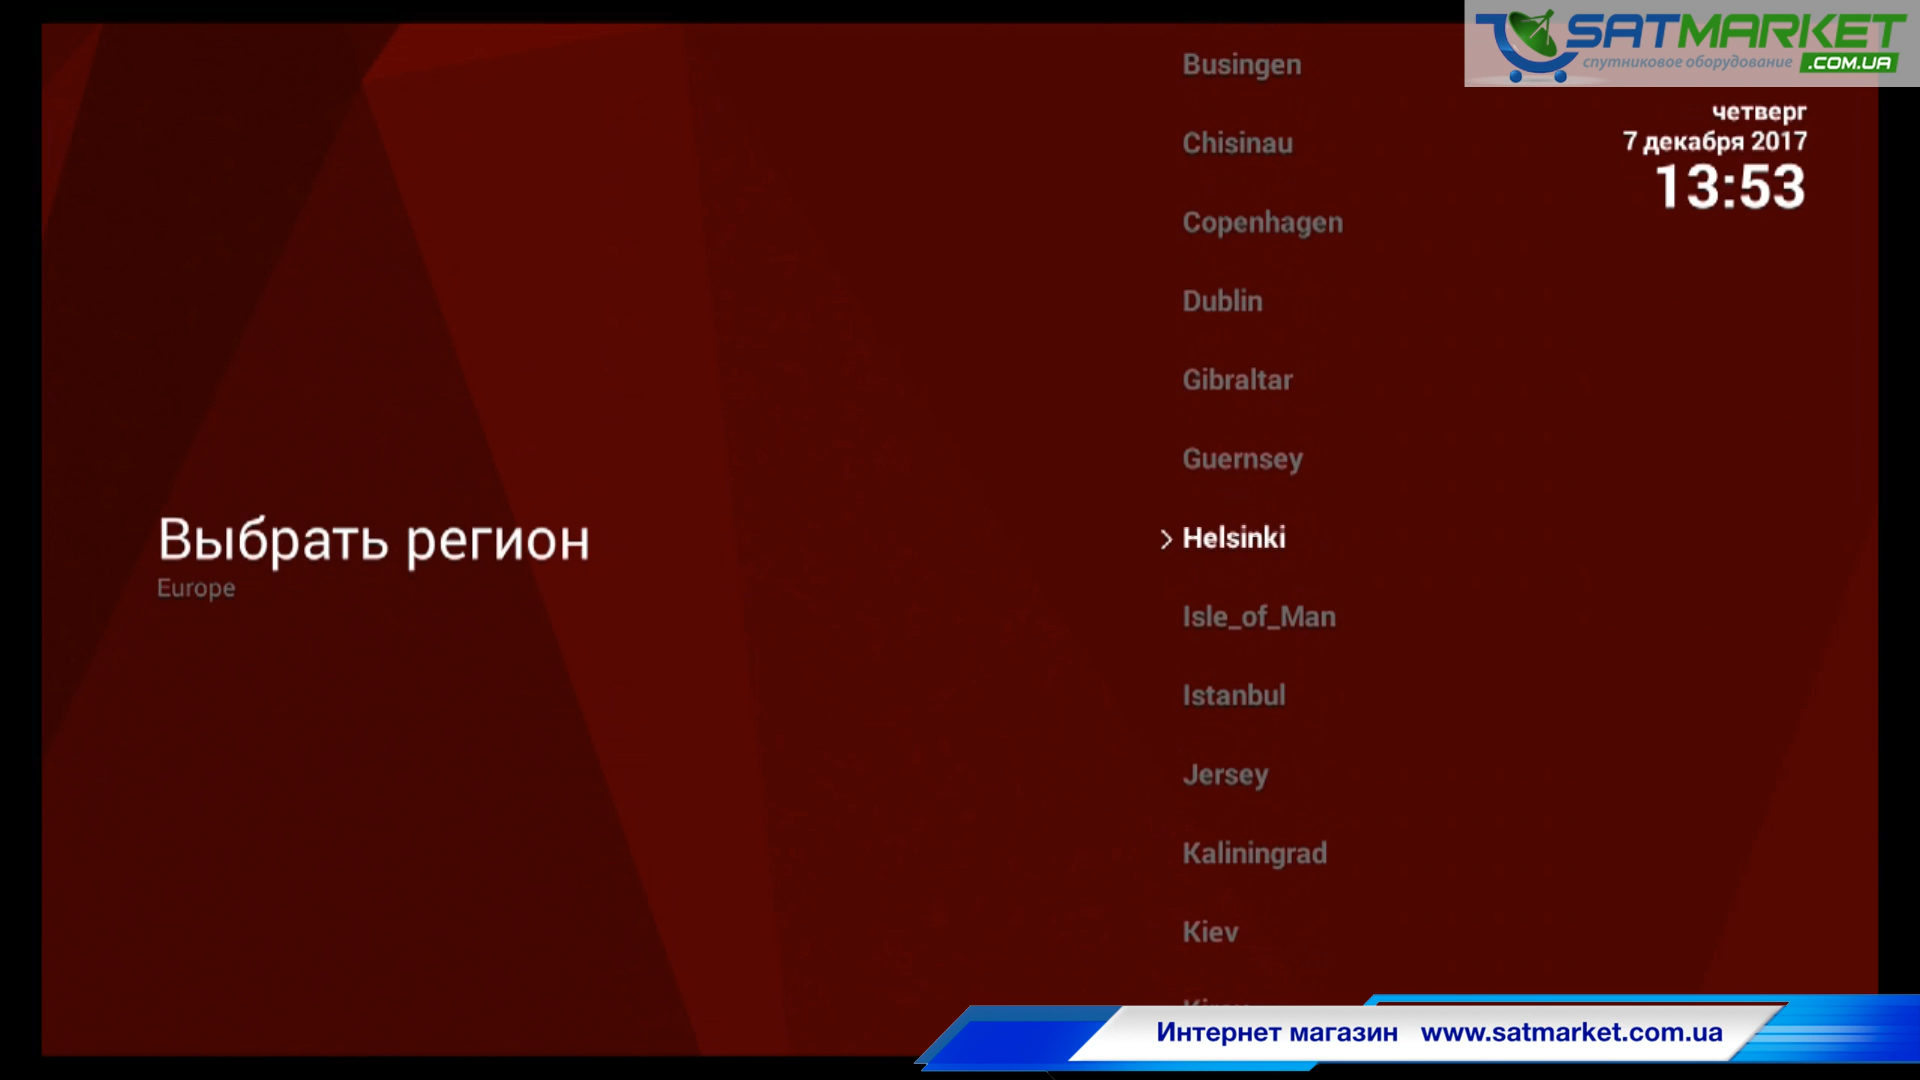 SATMARKET
спутниковое оборудование .COM.UA
четверг
7 декабря 2017
13:53
Выбрать регион
Europe
Busingen
Chisinau
Copenhagen
Dublin
Gibraltar
Guernsey
> Helsinki
Isle_of_Man
Istanbul
Jersey
Kaliningrad
Kiev
Интернет магазин www.satmarket.com.ua